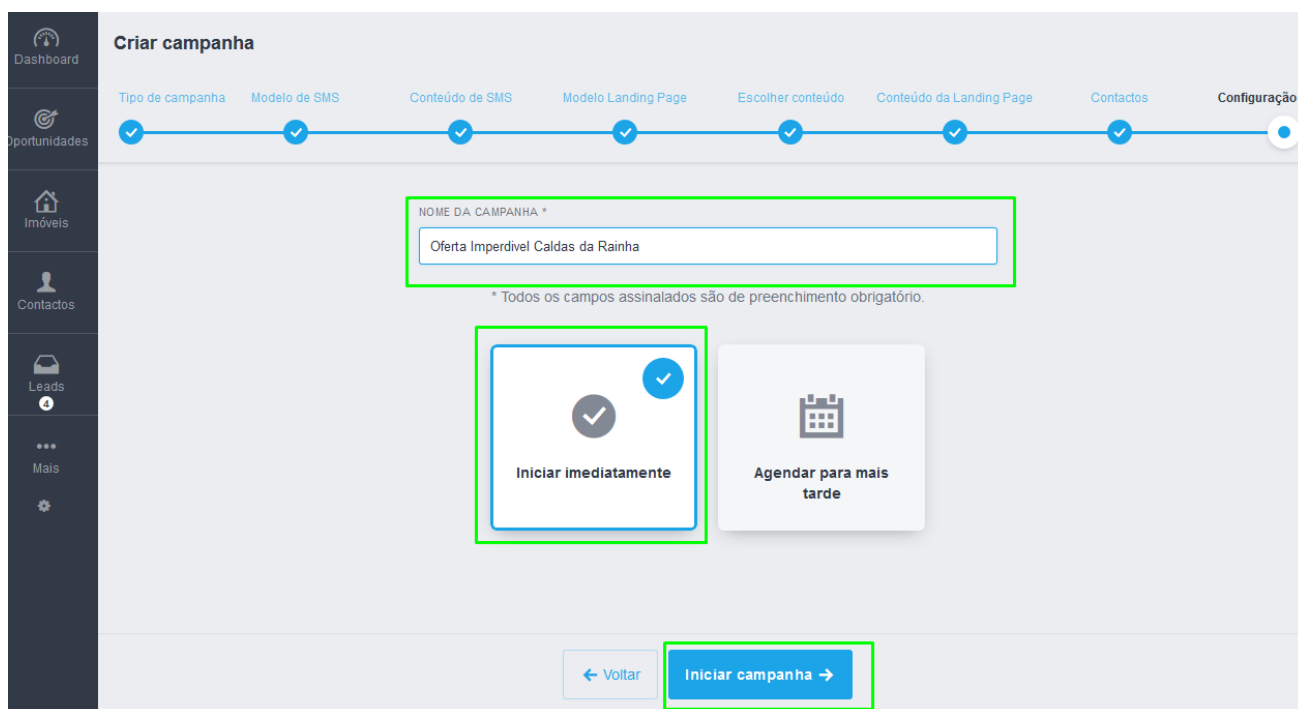 Dashboard
Criar campanha
Tipo de campanha
Modelo de SMS
Conteúdo de SMS
Modelo Landing Page
Escolher conteúdo
Conteúdo da Landing Page
Contactos
Configuração
Oportunidades
Imóveis
Contactos
Leads
4
Mais
NOME DA CAMPANHA *
Oferta Imperdivel Caldas da Rainha
* Todos os campos assinalados são de preenchimento obrigatório.
Iniciar imediatamente
Agendar para mais
tarde
← Voltar
Iniciar campanha →